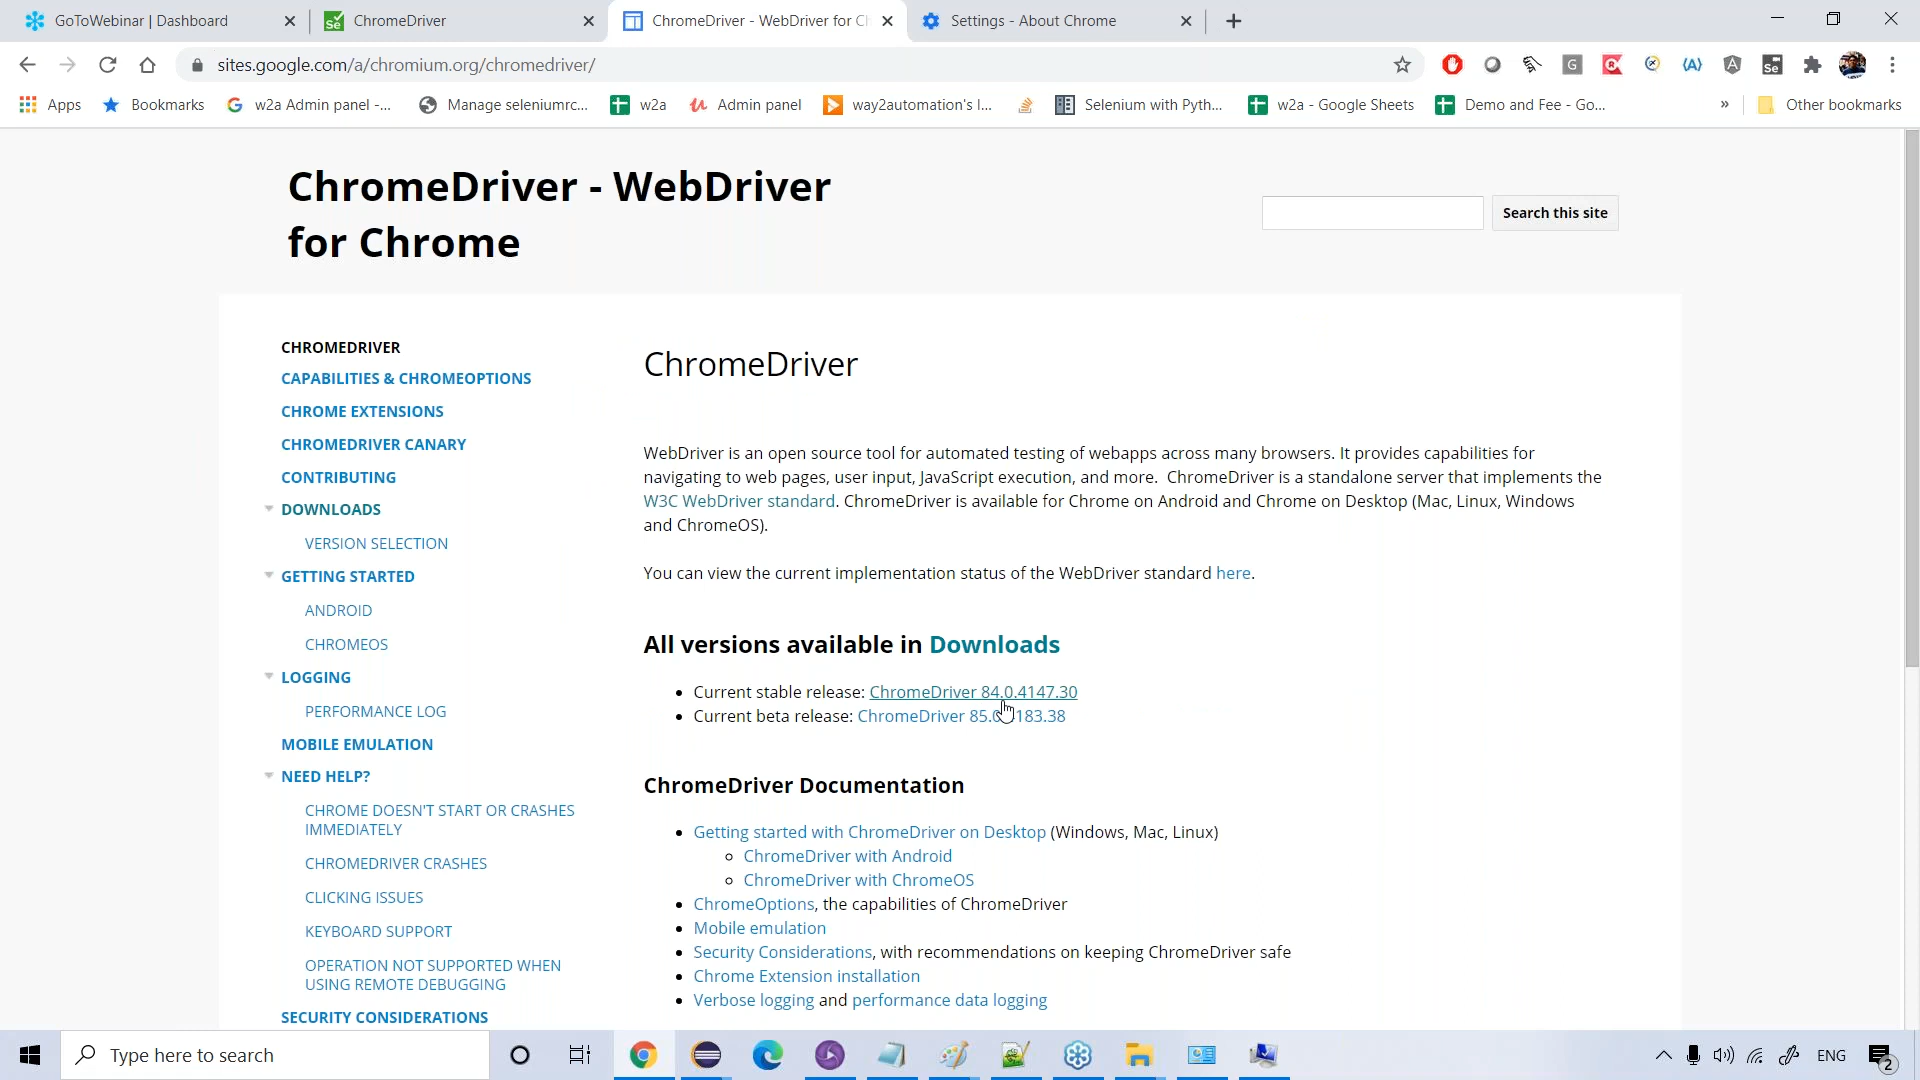 GoToWebinar | Dashboard
ChromeDriver
ChromeDriver - WebDriver for Ch
Settings - About Chrome
sites.google.com/a/chromium.org/chromedriver/
Apps
Bookmarks
w2a Admin panel -...
Manage seleniumrc...
w2a
Admin panel
way2automation's l...
Selenium with Pyth...
w2a - Google Sheets
Demo and Fee - Go...
»
Other bookmarks
ChromeDriver - WebDriver
for Chrome
Search this site
CHROMEDRIVER
CAPABILITIES & CHROMEOPTIONS
CHROME EXTENSIONS
CHROMEDRIVER CANARY
CONTRIBUTING
DOWNLOADS
VERSION SELECTION
GETTING STARTED
ANDROID
CHROMEOS
LOGGING
PERFORMANCE LOG
MOBILE EMULATION
NEED HELP?
CHROME DOESN'T START OR CRASHES
IMMEDIATELY
CHROMEDRIVER CRASHES
CLICKING ISSUES
KEYBOARD SUPPORT
OPERATION NOT SUPPORTED WHEN
USING REMOTE DEBUGGING
SECURITY CONSIDERATIONS
ChromeDriver
WebDriver is an open source tool for automated testing of webapps across many browsers. It provides capabilities for
navigating to web pages, user input, JavaScript execution, and more. ChromeDriver is a standalone server that implements the
W3C WebDriver standard. ChromeDriver is available for Chrome on Android and Chrome on Desktop (Mac, Linux, Windows
and ChromeOS).
You can view the current implementation status of the WebDriver standard here.
All versions available in Downloads
• Current stable release: ChromeDriver 84.0.4147.30
• Current beta release: ChromeDriver 85.0 183.38
ChromeDriver Documentation
• Getting started with ChromeDriver on Desktop (Windows, Mac, Linux)
ChromeDriver with Android
ChromeDriver with ChromeOS
• ChromeOptions, the capabilities of ChromeDriver
• Mobile emulation
• Security Considerations, with recommendations on keeping ChromeDriver safe
• Chrome Extension installation
• Verbose logging and performance data logging
Type here to search
ENG
2